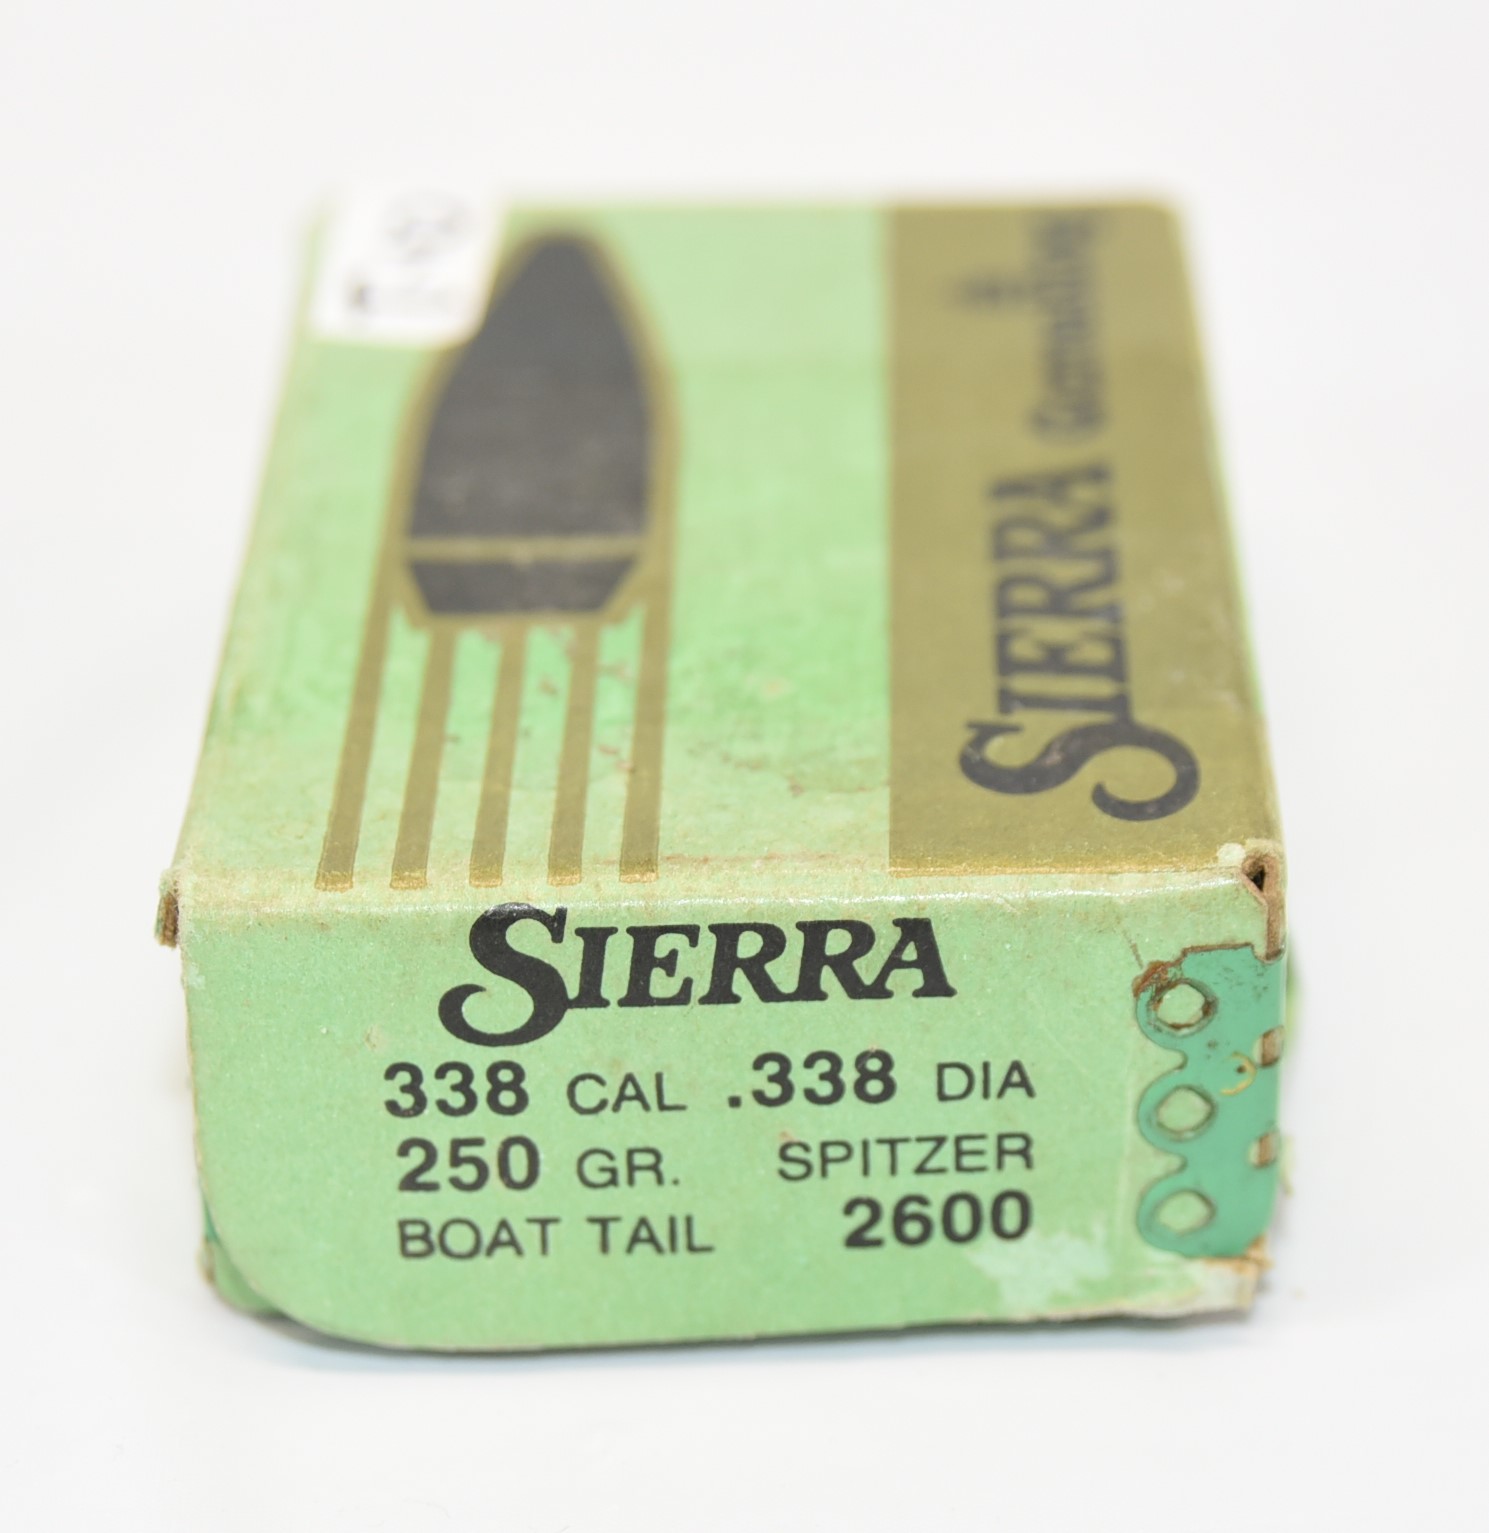 SIERRA
SIERRA
338 CAL .338 DIA
250 GR. SPITZER
BOAT TAIL 2600